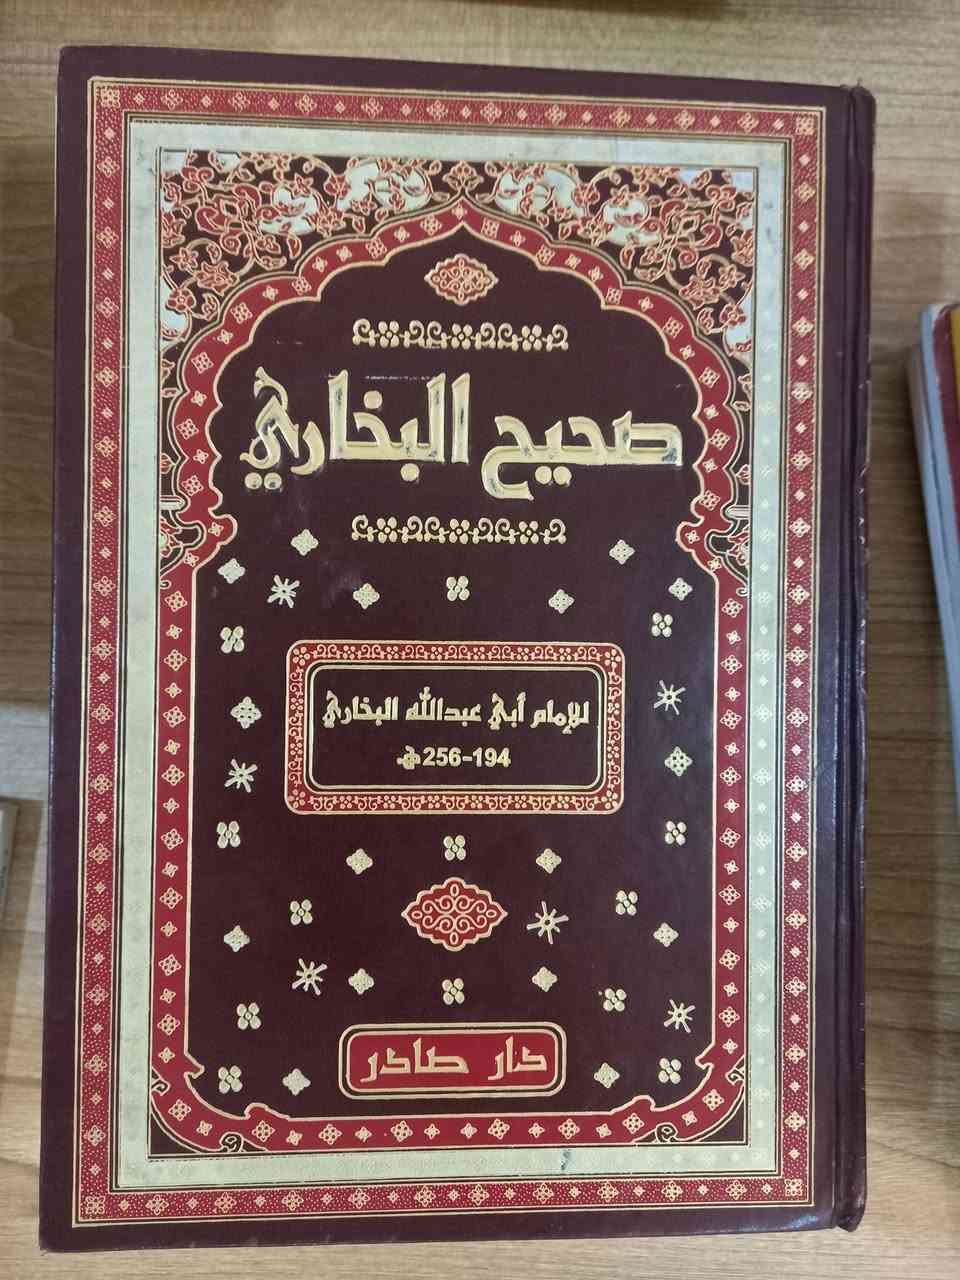 صحيح البخاري
للإمام أبي عبدالله البخاري
194-256هـ
دار صادر